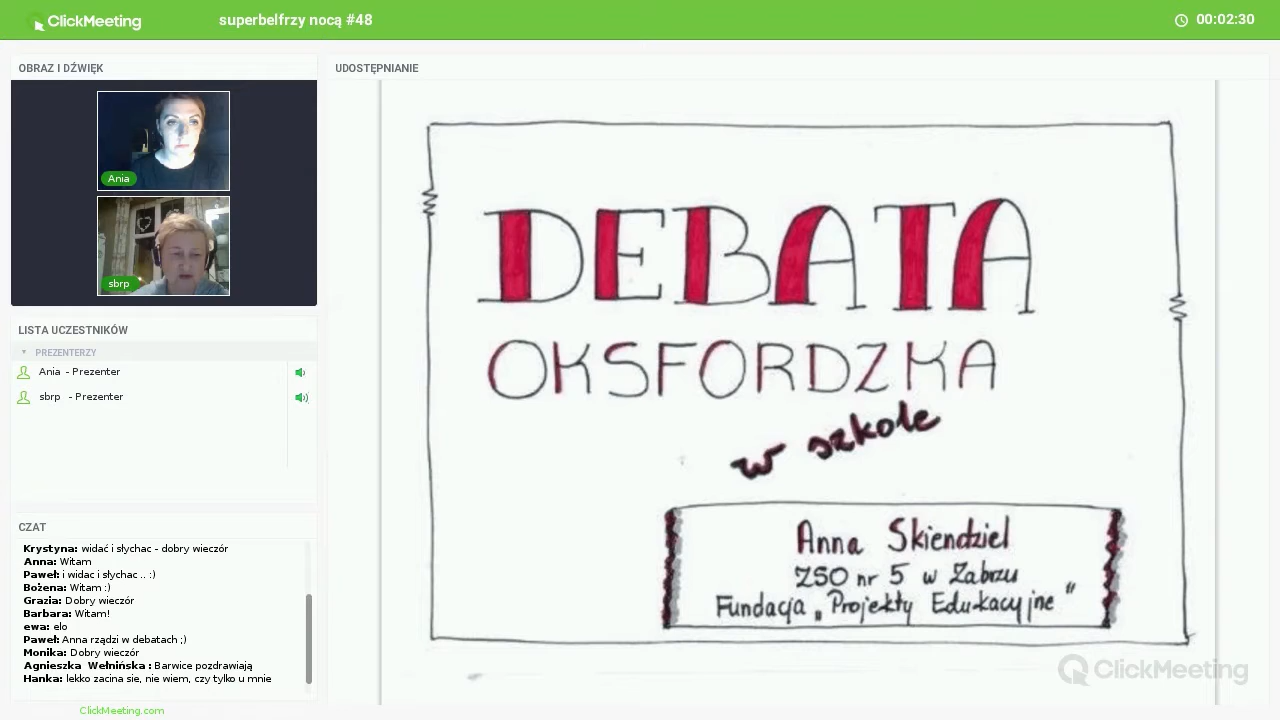 ClickMeeting
superbelfrzy nocą #48
00:02:30
OBRAZ I DŹWIĘK
Ania
sbrp
LISTA UCZESTNIKÓW
PREZENTERZY
Ania - Prezenter
sbrp - Prezenter
CZAT
Krystyna: widać i słychac - dobry wieczór
Anna: Witam
Paweł: i widac i słychac .. :)
Bożena: Witam :)
Grazia: Dobry wieczór
Barbara: Witam!
ewa: elo
Paweł: Anna rządzi w debatach ;)
Monika: Dobry wieczór
Agnieszka Wełnińska : Barwice pozdrawiają
Hanka: lekko zacina sie, nie wiem, czy tylko u mnie
ClickMeeting.com
UDOSTĘPNIANIE
DEBATA
OKSFORDZKA
w szkole
Anna Skiendziel
ZSO nr 5 w Zabrzu
Fundacja „Projekty Edukacyjne"
ClickMeeting